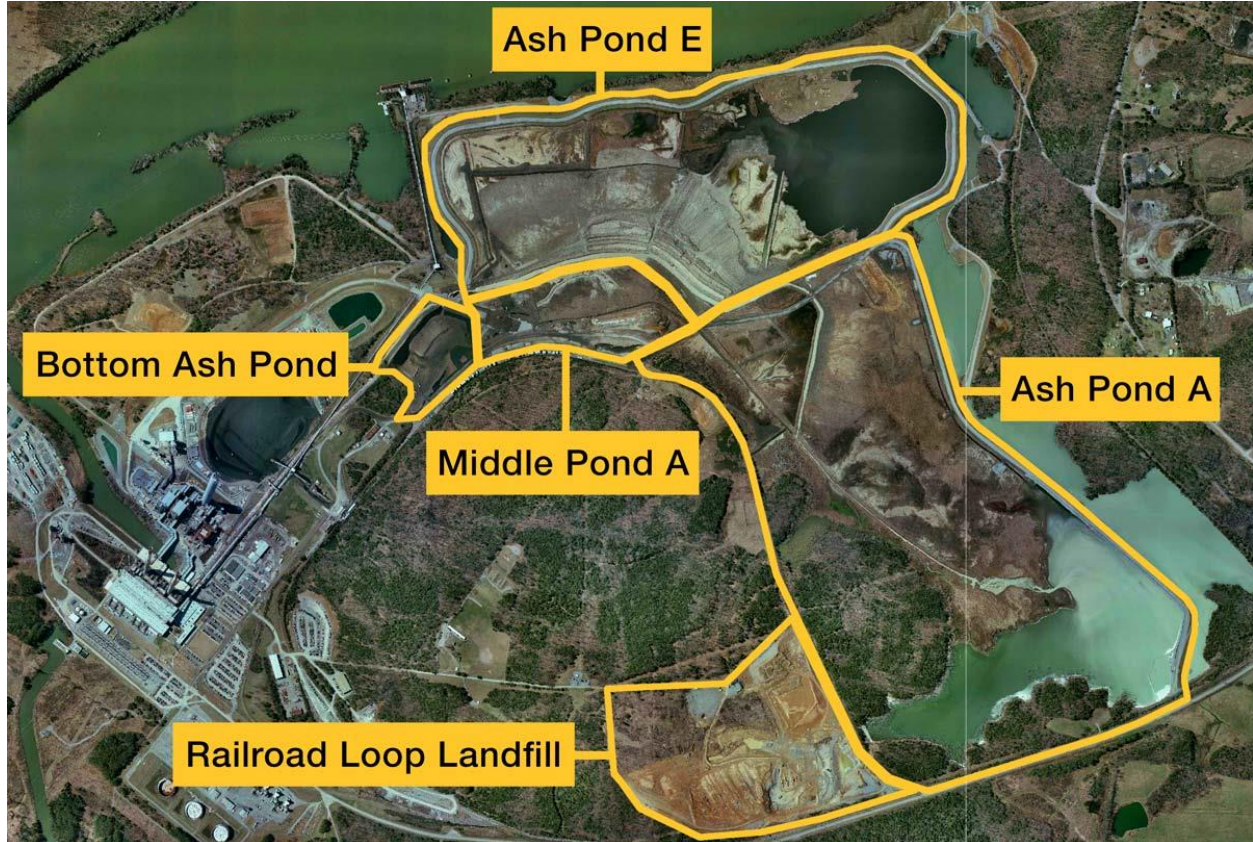 Ash Pond E
Bottom Ash Pond
Ash Pond A
Middle Pond A
Railroad Loop Landfill